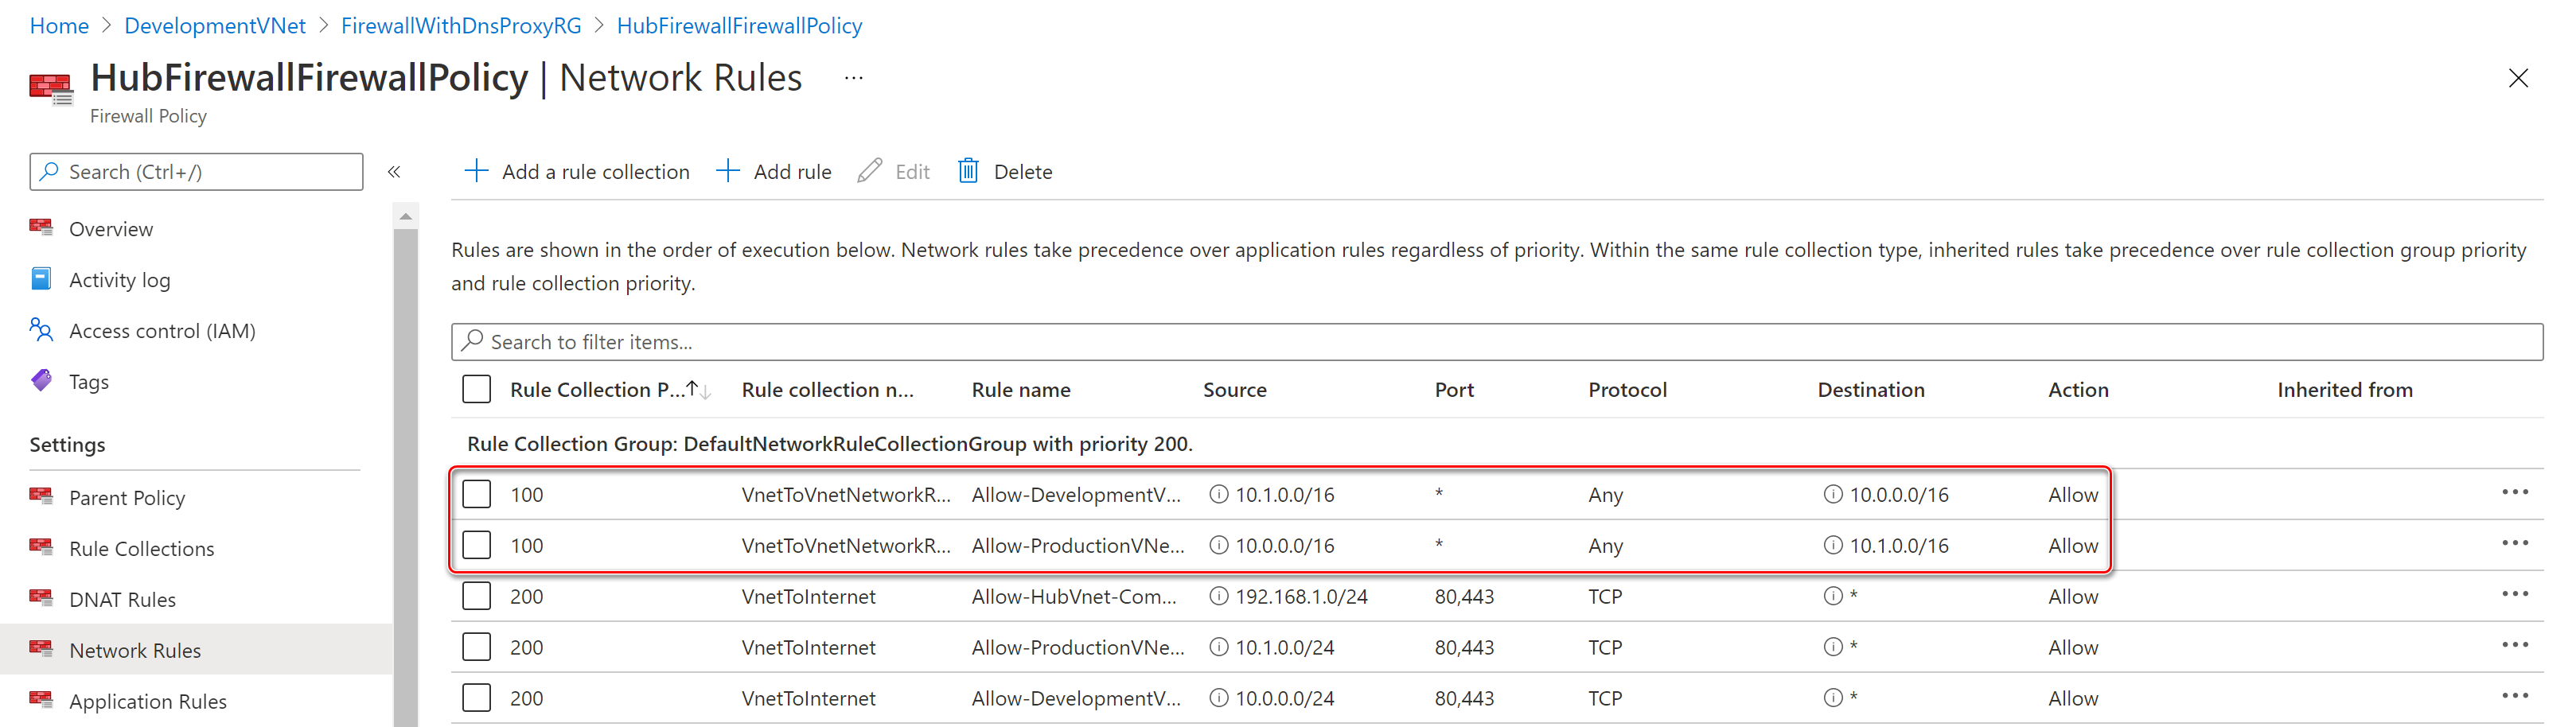 Home > DevelopmentVNet > FirewallWithDnsProxyRG > HubFirewallFirewallPolicy
HubFirewallFirewallPolicy | Network Rules ...
Firewall Policy
Search (Ctrl+/)
«
Overview
Activity log
Access control (IAM)
Tags
Settings
Parent Policy
Rule Collections
DNAT Rules
Network Rules
Application Rules
Add a rule collection Add rule Edit Delete
Rules are shown in the order of execution below. Network rules take precedence over application rules regardless of priority. Within the same rule collection type, inherited rules take precedence over rule collection group priority
and rule collection priority.
Search to filter items...
Rule Collection P...↑↓ Rule collection n... Rule name Source Port Protocol Destination Action Inherited from
Rule Collection Group: DefaultNetworkRuleCollectionGroup with priority 200.
100 VnetToVnetNetworkR... Allow-DevelopmentV... 10.1.0.0/16 * Any 10.0.0.0/16 Allow ...
100 VnetToVnetNetworkR... Allow-ProductionVNe... 10.0.0.0/16 * Any 10.1.0.0/16 Allow ...
200 VnetToInternet Allow-HubVnet-Com... 192.168.1.0/24 80,443 TCP * Allow ...
200 VnetToInternet Allow-ProductionVNe... 10.1.0.0/24 80,443 TCP * Allow ...
200 VnetToInternet Allow-DevelopmentV... 10.0.0.0/24 80,443 TCP * Allow ...